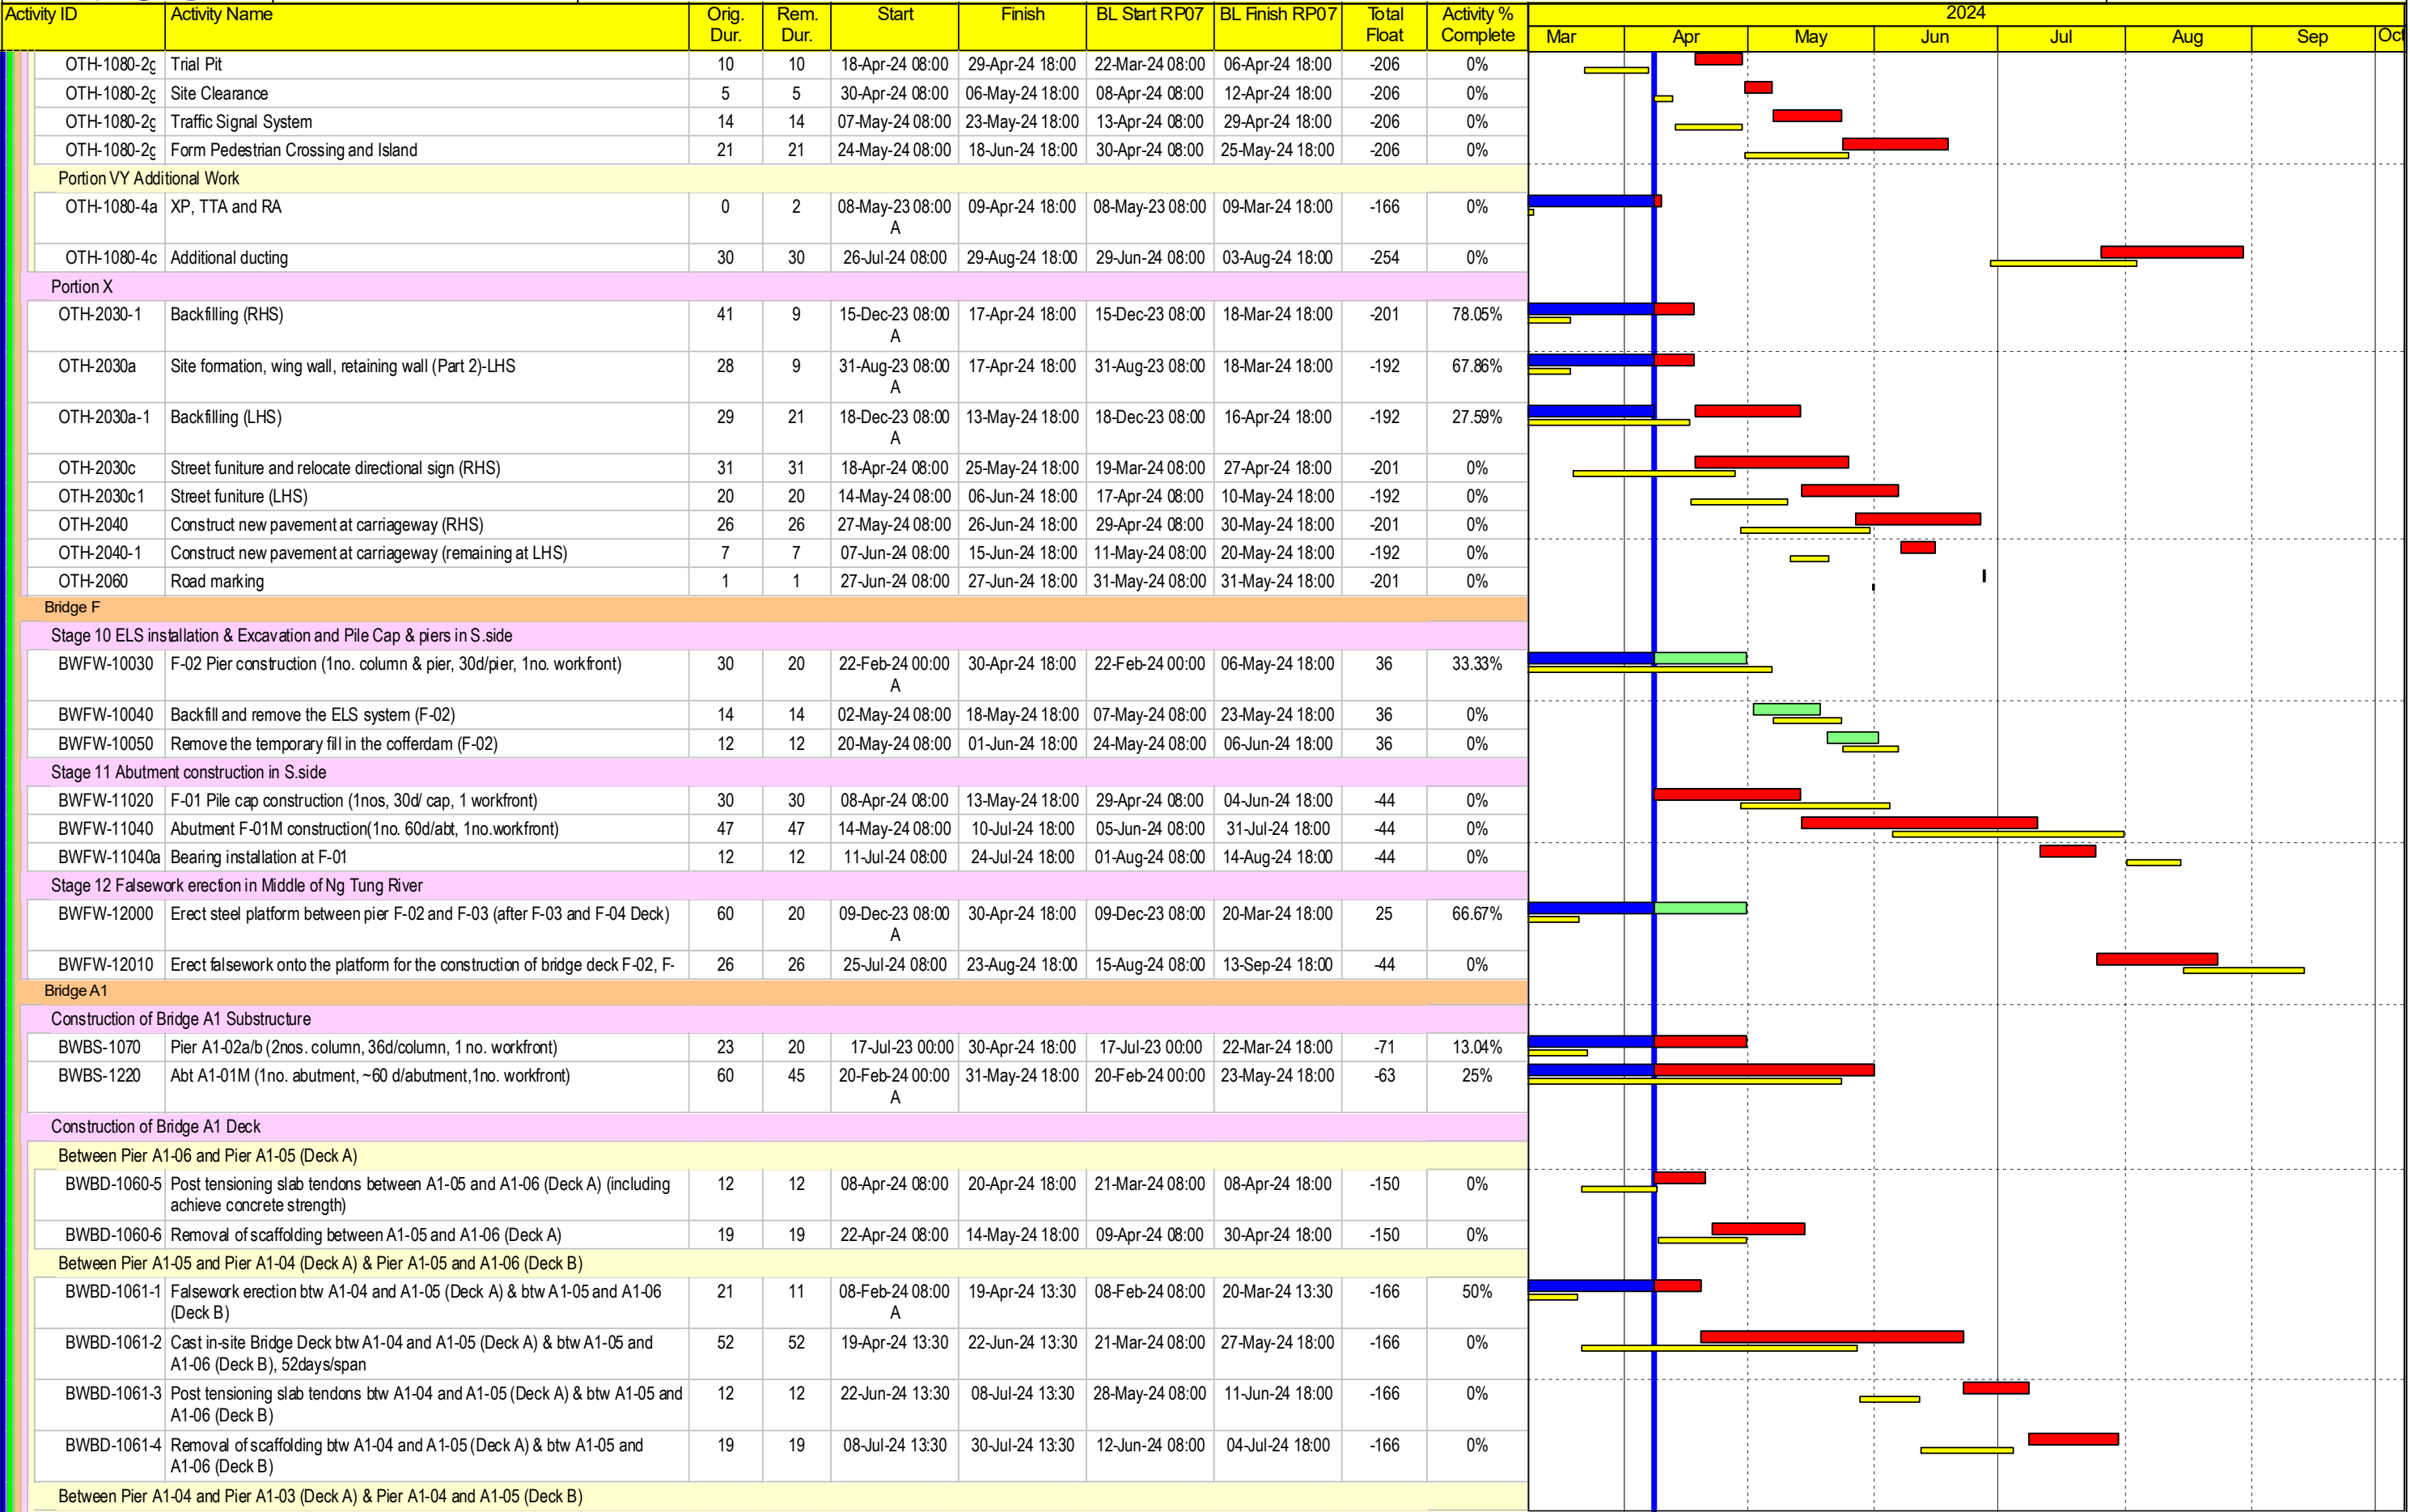 Activity ID Activity Name Orig. Dur. Rem. Dur. Start Finish BL Start RP07 BL Finish RP07 Total Float Activity % Complete 2024
Mar Apr May Jun Jul Aug Sep Oct
OTH-1080-2g Trial Pit 10 10 18-Apr-24 08:00 29-Apr-24 18:00 22-Mar-24 08:00 06-Apr-24 18:00 -206 0%
OTH-1080-2g Site Clearance 5 5 30-Apr-24 08:00 06-May-24 18:00 08-Apr-24 08:00 12-Apr-24 18:00 -206 0%
OTH-1080-2g Traffic Signal System 14 14 07-May-24 08:00 23-May-24 18:00 13-Apr-24 08:00 29-Apr-24 18:00 -206 0%
OTH-1080-2g Form Pedestrian Crossing and Island 21 21 24-May-24 08:00 18-Jun-24 18:00 30-Apr-24 08:00 25-May-24 18:00 -206 0%
Portion VY Additional Work
OTH-1080-4a XP, TTA and RA 0 2 08-May-23 08:00 A 09-Apr-24 18:00 08-May-23 08:00 09-Mar-24 18:00 -166 0%
OTH-1080-4c Additional ducting 30 30 26-Jul-24 08:00 29-Aug-24 18:00 29-Jun-24 08:00 03-Aug-24 18:00 -254 0%
Portion X
OTH-2030-1 Backfilling (RHS) 41 9 15-Dec-23 08:00 A 17-Apr-24 18:00 15-Dec-23 08:00 18-Mar-24 18:00 -201 78.05%
OTH-2030a Site formation, wing wall, retaining wall (Part 2)-LHS 28 9 31-Aug-23 08:00 A 17-Apr-24 18:00 31-Aug-23 08:00 18-Mar-24 18:00 -192 67.86%
OTH-2030a-1 Backfilling (LHS) 29 21 18-Dec-23 08:00 A 13-May-24 18:00 18-Dec-23 08:00 16-Apr-24 18:00 -192 27.59%
OTH-2030c Street funiture and relocate directional sign (RHS) 31 31 18-Apr-24 08:00 25-May-24 18:00 19-Mar-24 08:00 27-Apr-24 18:00 -201 0%
OTH-2030c1 Street funiture (LHS) 20 20 14-May-24 08:00 06-Jun-24 18:00 17-Apr-24 08:00 10-May-24 18:00 -192 0%
OTH-2040 Construct new pavement at carriageway (RHS) 26 26 27-May-24 08:00 26-Jun-24 18:00 29-Apr-24 08:00 30-May-24 18:00 -201 0%
OTH-2040-1 Construct new pavement at carriageway (remaining at LHS) 7 7 07-Jun-24 08:00 15-Jun-24 18:00 11-May-24 08:00 20-May-24 18:00 -192 0%
OTH-2060 Road marking 1 1 27-Jun-24 08:00 27-Jun-24 18:00 31-May-24 08:00 31-May-24 18:00 -201 0%
Bridge F
Stage 10 ELS installation & Excavation and Pile Cap & piers in S.side
BWFW-10030 F-02 Pier construction (1no. column & pier, 30d/pier, 1no. workfront) 30 20 22-Feb-24 00:00 A 30-Apr-24 18:00 22-Feb-24 00:00 06-May-24 18:00 36 33.33%
BWFW-10040 Backfill and remove the ELS system (F-02) 14 14 02-May-24 08:00 18-May-24 18:00 07-May-24 08:00 23-May-24 18:00 36 0%
BWFW-10050 Remove the temporary fill in the cofferdam (F-02) 12 12 20-May-24 08:00 01-Jun-24 18:00 24-May-24 08:00 06-Jun-24 18:00 36 0%
Stage 11 Abutment construction in S.side
BWFW-11020 F-01 Pile cap construction (1nos, 30d/ cap, 1 workfront) 30 30 08-Apr-24 08:00 13-May-24 18:00 29-Apr-24 08:00 04-Jun-24 18:00 -44 0%
BWFW-11040 Abutment F-01M construction(1no. 60d/abt, 1no.workfront) 47 47 14-May-24 08:00 10-Jul-24 18:00 05-Jun-24 08:00 31-Jul-24 18:00 -44 0%
BWFW-11040a Bearing installation at F-01 12 12 11-Jul-24 08:00 24-Jul-24 18:00 01-Aug-24 08:00 14-Aug-24 18:00 -44 0%
Stage 12 Falsework erection in Middle of Ng Tung River
BWFW-12000 Erect steel platform between pier F-02 and F-03 (after F-03 and F-04 Deck) 60 20 09-Dec-23 08:00 A 30-Apr-24 18:00 09-Dec-23 08:00 20-Mar-24 18:00 25 66.67%
BWFW-12010 Erect falsework onto the platform for the construction of bridge deck F-02, F- 26 26 25-Jul-24 08:00 23-Aug-24 18:00 15-Aug-24 08:00 13-Sep-24 18:00 -44 0%
Bridge A1
Construction of Bridge A1 Substructure
BWBS-1070 Pier A1-02a/b (2nos. column, 36d/column, 1 no. workfront) 23 20 17-Jul-23 00:00 30-Apr-24 18:00 17-Jul-23 00:00 22-Mar-24 18:00 -71 13.04%
BWBS-1220 Abt A1-01M (1no. abutment, ~60 d/abutment,1no. workfront) 60 45 20-Feb-24 00:00 A 31-May-24 18:00 20-Feb-24 00:00 23-May-24 18:00 -63 25%
Construction of Bridge A1 Deck
Between Pier A1-06 and Pier A1-05 (Deck A)
BWBD-1060-5 Post tensioning slab tendons between A1-05 and A1-06 (Deck A) (including achieve concrete strength) 12 12 08-Apr-24 08:00 20-Apr-24 18:00 21-Mar-24 08:00 08-Apr-24 18:00 -150 0%
BWBD-1060-6 Removal of scaffolding between A1-05 and A1-06 (Deck A) 19 19 22-Apr-24 08:00 14-May-24 18:00 09-Apr-24 08:00 30-Apr-24 18:00 -150 0%
Between Pier A1-05 and Pier A1-04 (Deck A) & Pier A1-05 and A1-06 (Deck B)
BWBD-1061-1 Falsework erection btw A1-04 and A1-05 (Deck A) & btw A1-05 and A1-06 (Deck B) 21 11 08-Feb-24 08:00 A 19-Apr-24 13:30 08-Feb-24 08:00 20-Mar-24 13:30 -166 50%
BWBD-1061-2 Cast in-site Bridge Deck btw A1-04 and A1-05 (Deck A) & btw A1-05 and A1-06 (Deck B), 52days/span 52 52 19-Apr-24 13:30 22-Jun-24 13:30 21-Mar-24 08:00 27-May-24 18:00 -166 0%
BWBD-1061-3 Post tensioning slab tendons btw A1-04 and A1-05 (Deck A) & btw A1-05 and A1-06 (Deck B) 12 12 22-Jun-24 13:30 08-Jul-24 13:30 28-May-24 08:00 11-Jun-24 18:00 -166 0%
BWBD-1061-4 Removal of scaffolding btw A1-04 and A1-05 (Deck A) & btw A1-05 and A1-06 (Deck B) 19 19 08-Jul-24 13:30 30-Jul-24 13:30 12-Jun-24 08:00 04-Jul-24 18:00 -166 0%
Between Pier A1-04 and Pier A1-03 (Deck A) & Pier A1-04 and A1-05 (Deck B)